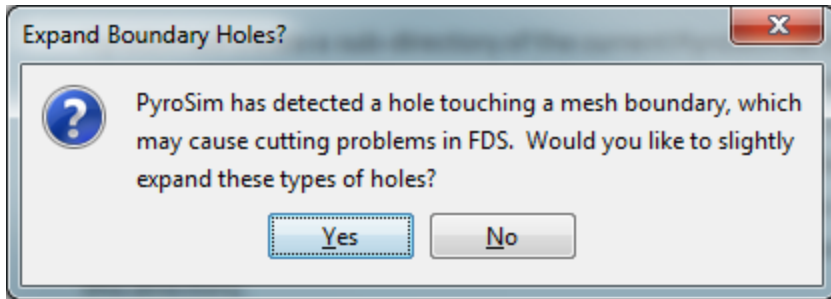 Expand Boundary Holes?
PyroSim has detected a hole touching a mesh boundary, which
may cause cutting problems in FDS.  Would you like to slightly
expand these types of holes?
Yes
No